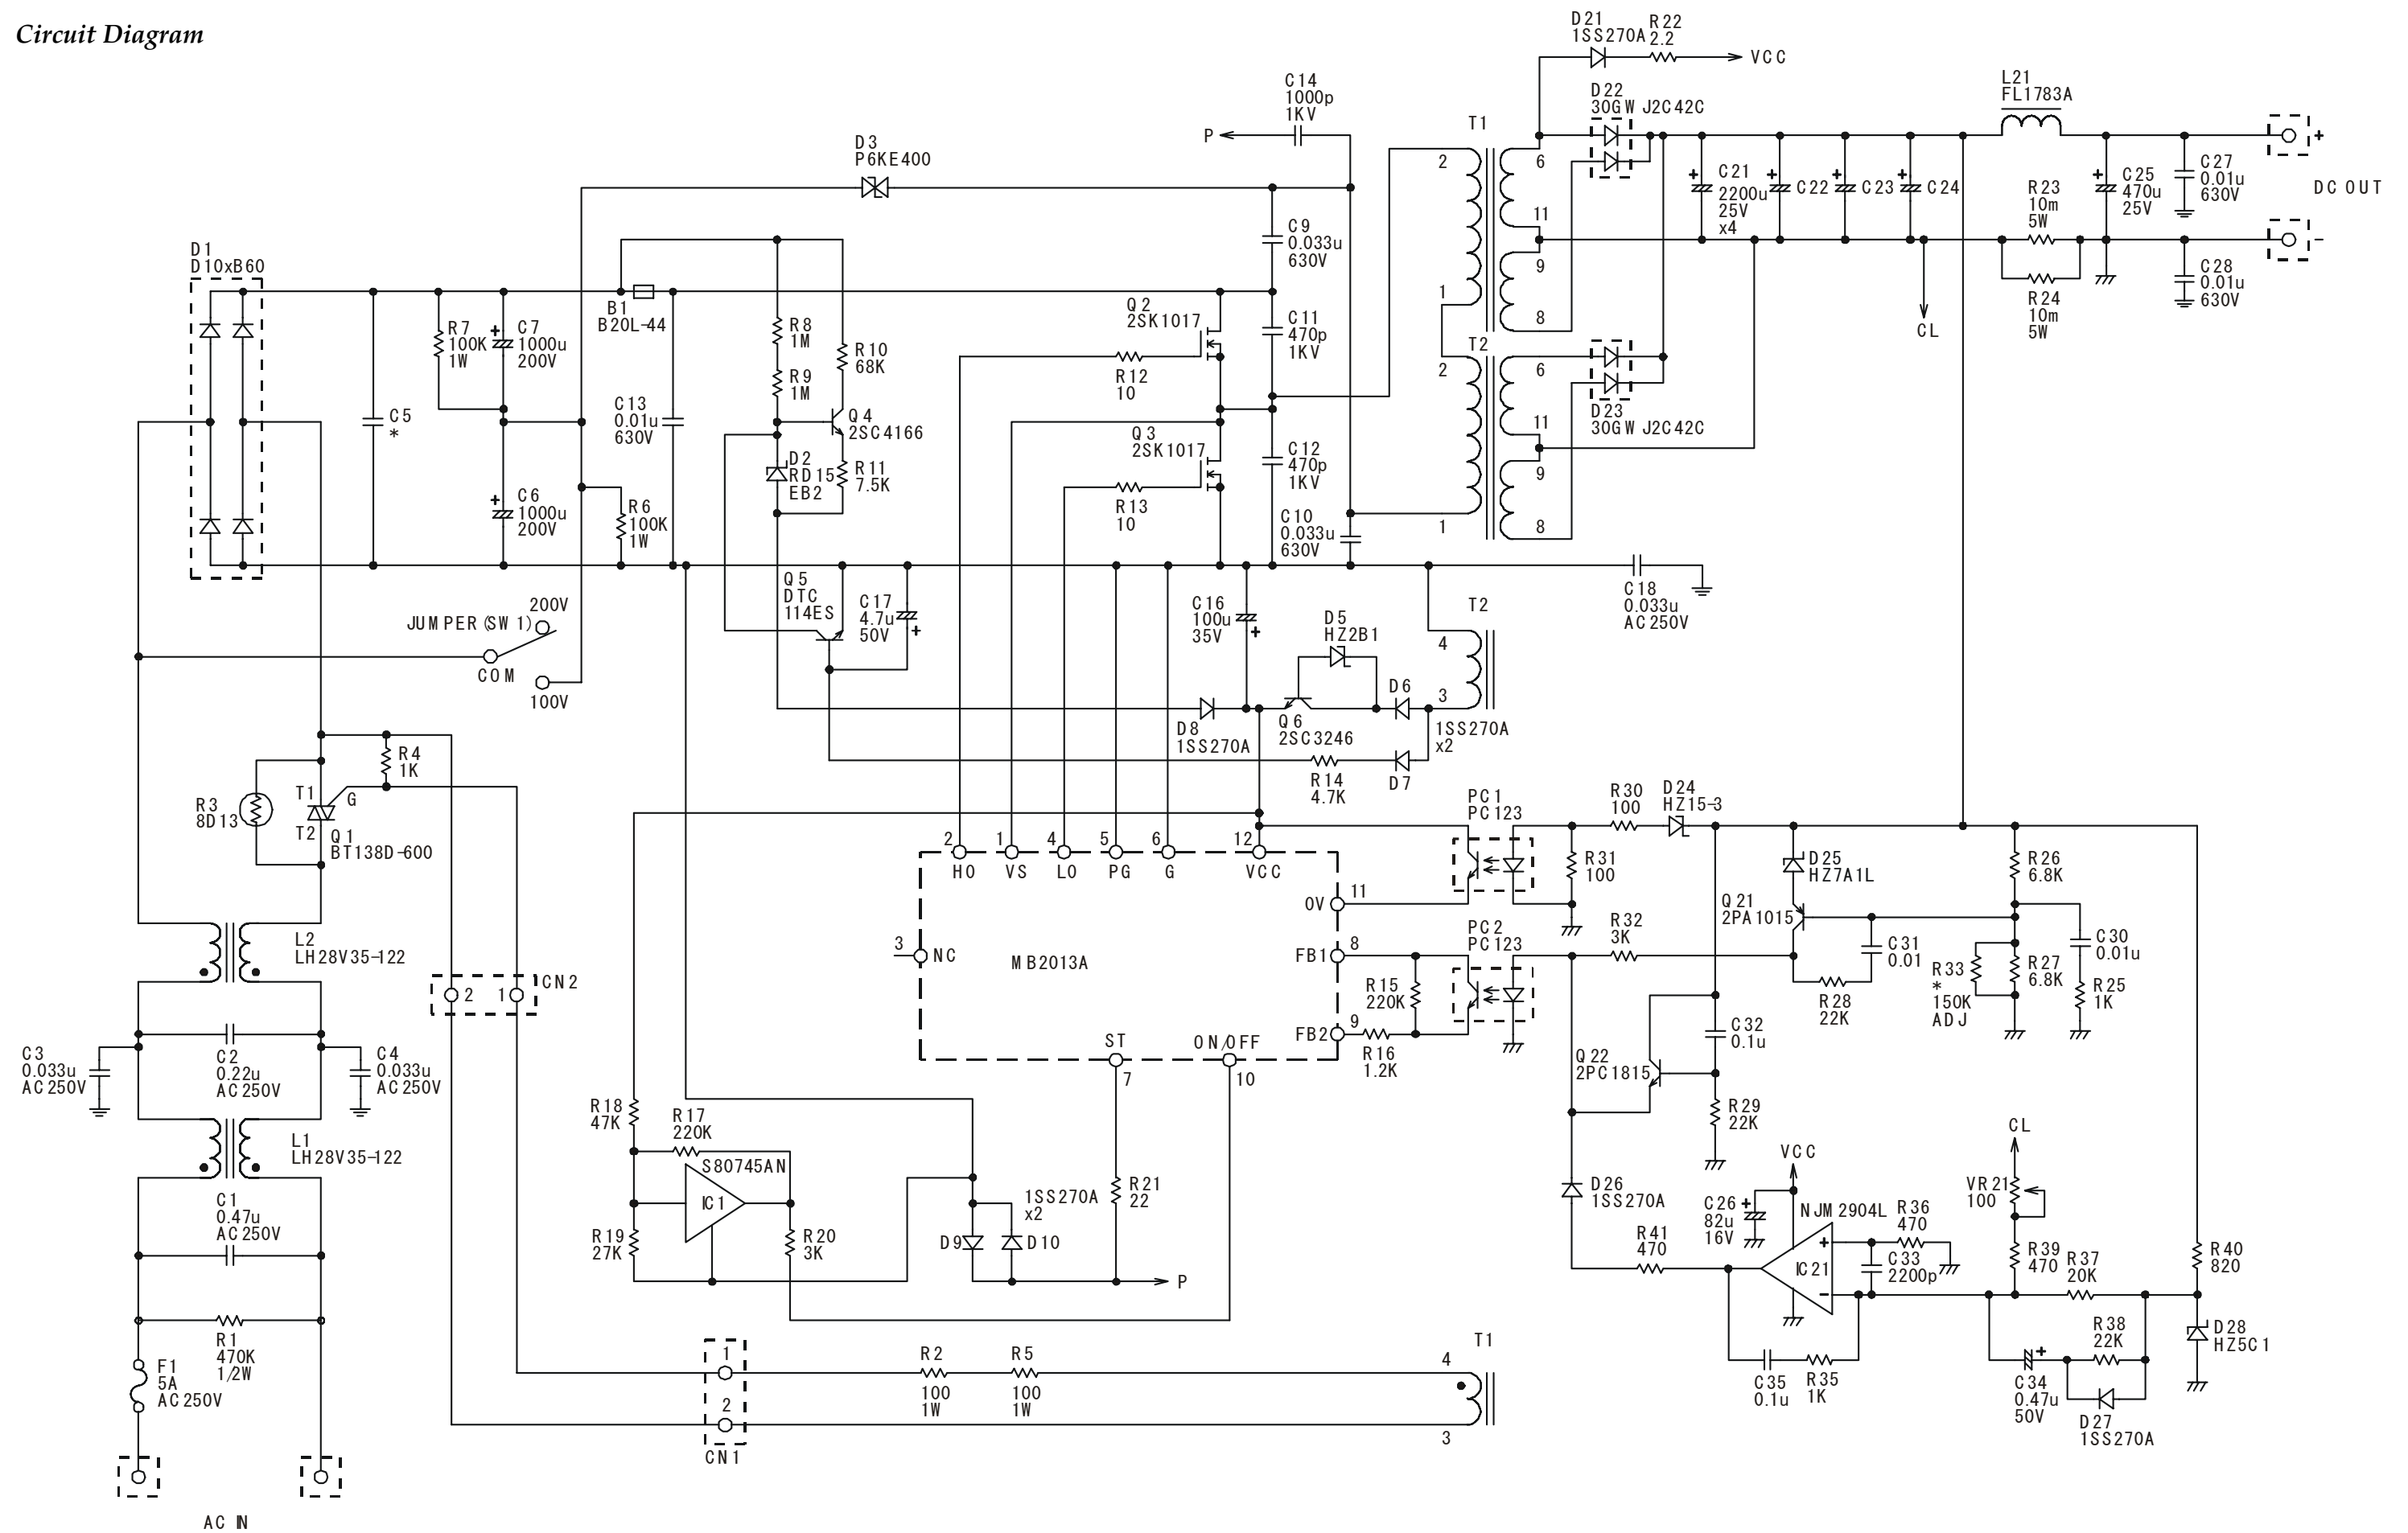 Circuit Diagram
D21
1SS270A
R22
2.2
VCC
C14
1000p
1KV
P
D22
30GWJ2C42C
L21
FL1783A
T1
2
1
6
11
9
8
D3
P6KE400
C21
2200u
25V
x4
C22
C23
C24
R23
10m
5W
C25
470u
25V
C27
0.01u
630V
DC OUT
+
-
CL
R24
10m
5W
C28
0.01u
630V
C9
0.033u
630V
D1
D10xB60
R7
100K
1W
C7
1000u
200V
B1
B20L-44
R8
1M
R9
1M
R10
68K
Q2
2SK1017
R12
10
C11
470p
1KV
T2
2
1
6
11
9
8
D23
30GWJ2C42C
C5
*
C13
0.01u
630V
Q4
2SC4166
Q3
2SK1017
R13
10
C12
470p
1KV
C6
1000u
200V
R6
100K
1W
D2
RD15
EB2
R11
7.5K
C10
0.033u
630V
C18
0.033u
AC250V
JUMPER(SW1)
200V
COM
100V
Q5
DTC
114ES
C17
4.7u
50V
C16
100u
35V
D5
HZ2B1
T2
4
3
D8
1SS270A
Q6
2SC3246
D6
1SS270A
x2
R14
4.7K
D7
R4
1K
R3
8D13
T1
G
T2
Q1
BT138D-600
2
HO
1
VS
4
LO
5
PG
6
G
12
VCC
3
NC
MB2013A
OV
11
FB1
8
FB2
9
ST
7
ON/OFF
10
PC1
PC123
PC2
PC123
R30
100
D24
HZ15-3
R31
100
R32
3K
R15
220K
R16
1.2K
D25
HZ7A1L
Q21
2PA1015
R26
6.8K
C31
0.01
R28
22K
R33
*
150K
ADJ
R27
6.8K
C30
0.01u
R25
1K
L2
LH28V35-122
2
1
CN2
C3
0.033u
AC250V
C2
0.22u
AC250V
C4
0.033u
AC250V
L1
LH28V35-122
C1
0.47u
AC250V
R1
470K
1/2W
F1
5A
AC250V
AC IN
R18
47K
R17
220K
S80745AN
IC1
R19
27K
R20
3K
1SS270A
x2
D9
D10
R21
22
P
Q22
2PC1815
C32
0.1u
R29
22K
D26
1SS270A
R41
470
C26
82u
16V
VCC
NJM2904L
IC21
+
-
R36
470
C33
2200p
CL
VR21
100
R39
470
R37
20K
R40
820
R38
22K
D28
HZ5C1
C35
0.1u
R35
1K
C34
0.47u
50V
D27
1SS270A
1
2
CN1
R2
100
1W
R5
100
1W
T1
4
3